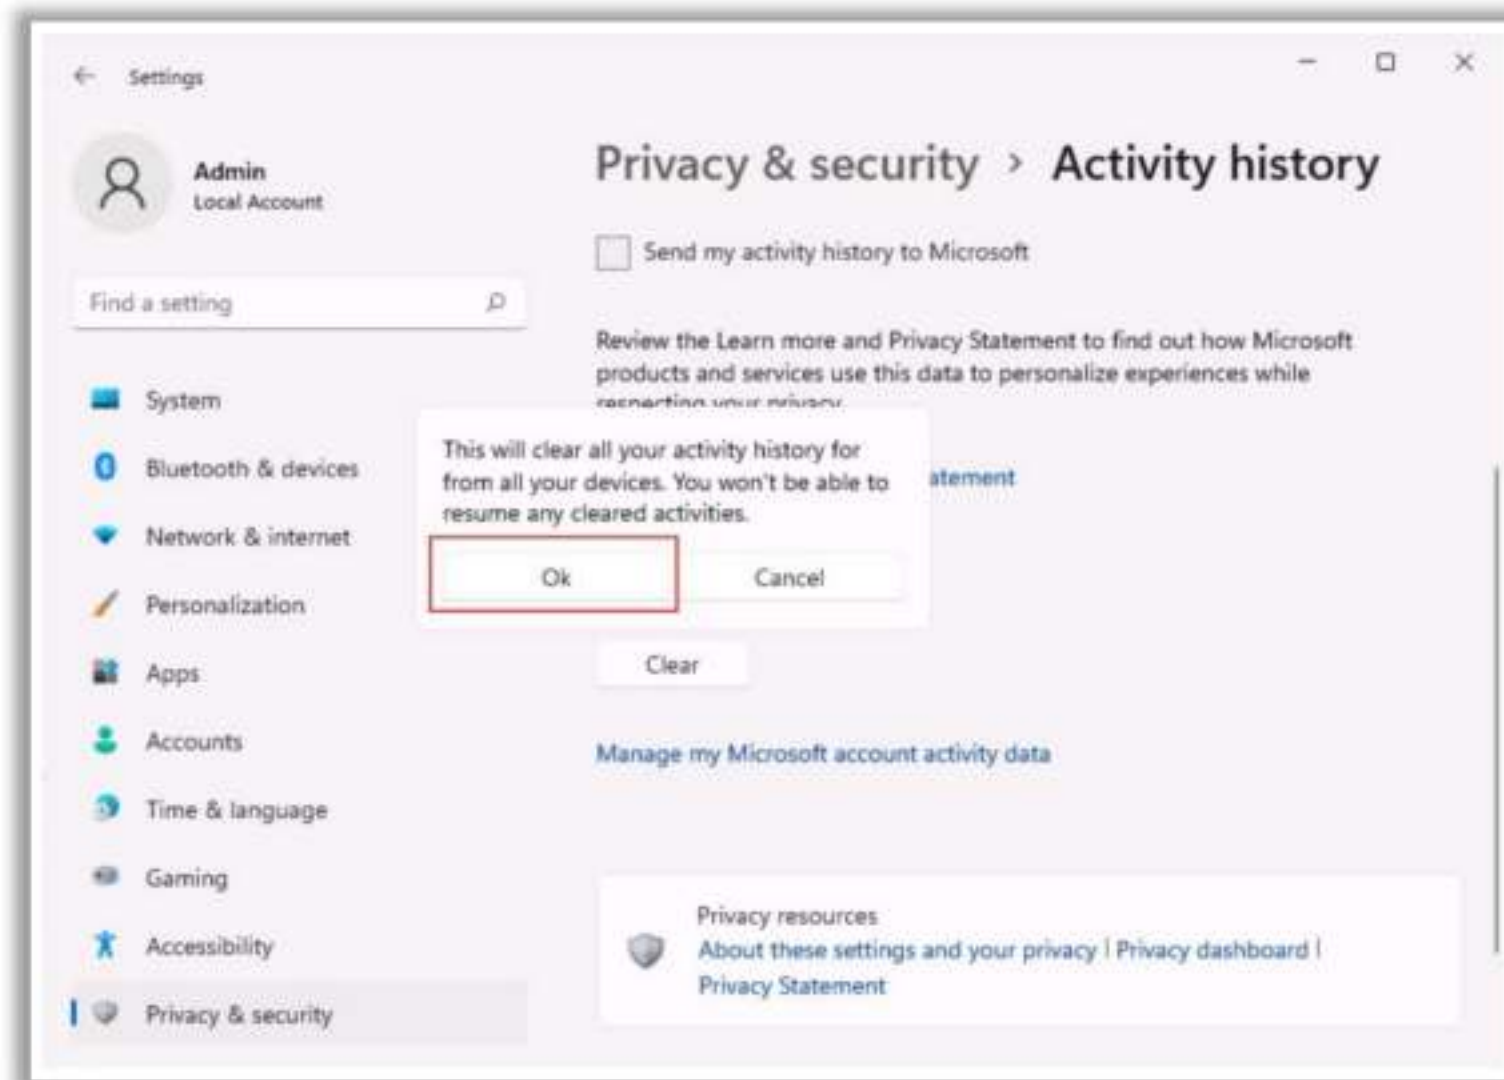 Settings
Admin
Local Account
Find a setting
System
Bluetooth & devices
Network & internet
Personalization
Apps
Accounts
Time & language
Gaming
Accessibility
Privacy & security
Privacy & security > Activity history
Send my activity history to Microsoft
Review the Learn more and Privacy Statement to find out how Microsoft
products and services use this data to personalize experiences while
respecting your privacy.
atement
This will clear all your activity history for
from all your devices. You won't be able to
resume any cleared activities.
Ok
Cancel
Clear
Manage my Microsoft account activity data
Privacy resources
About these settings and your privacy | Privacy dashboard |
Privacy Statement